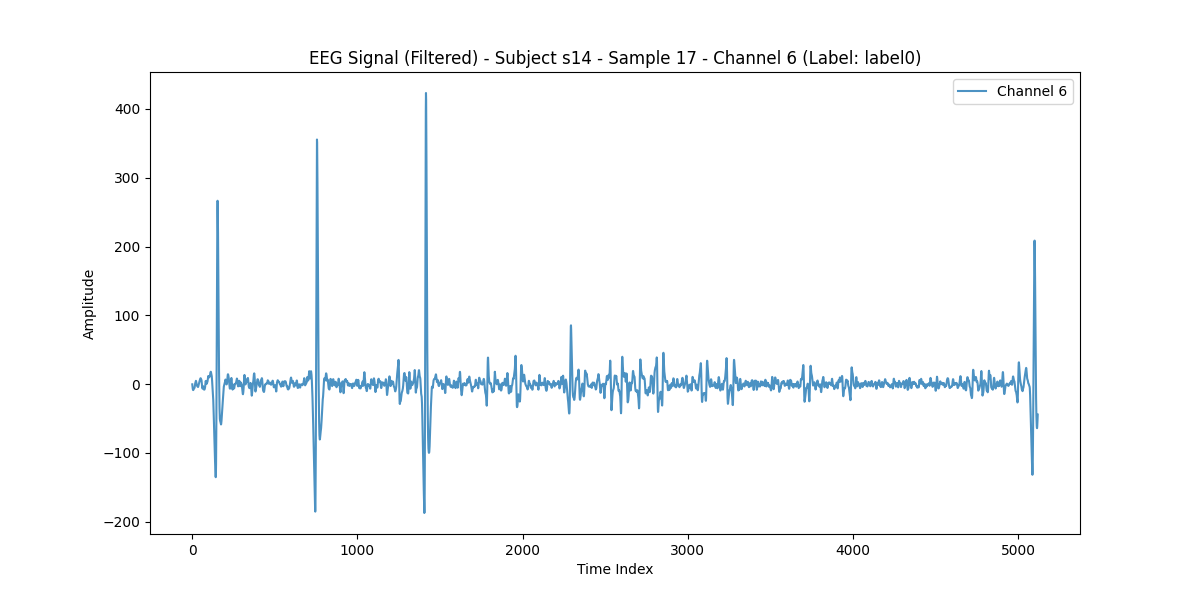 EEG Signal (Filtered) - Subject s14 - Sample 17 - Channel 6 (Label: label0)
Channel 6
400
300
200
100
0
−100
−200
Amplitude
0 1000 2000 3000 4000 5000
Time Index